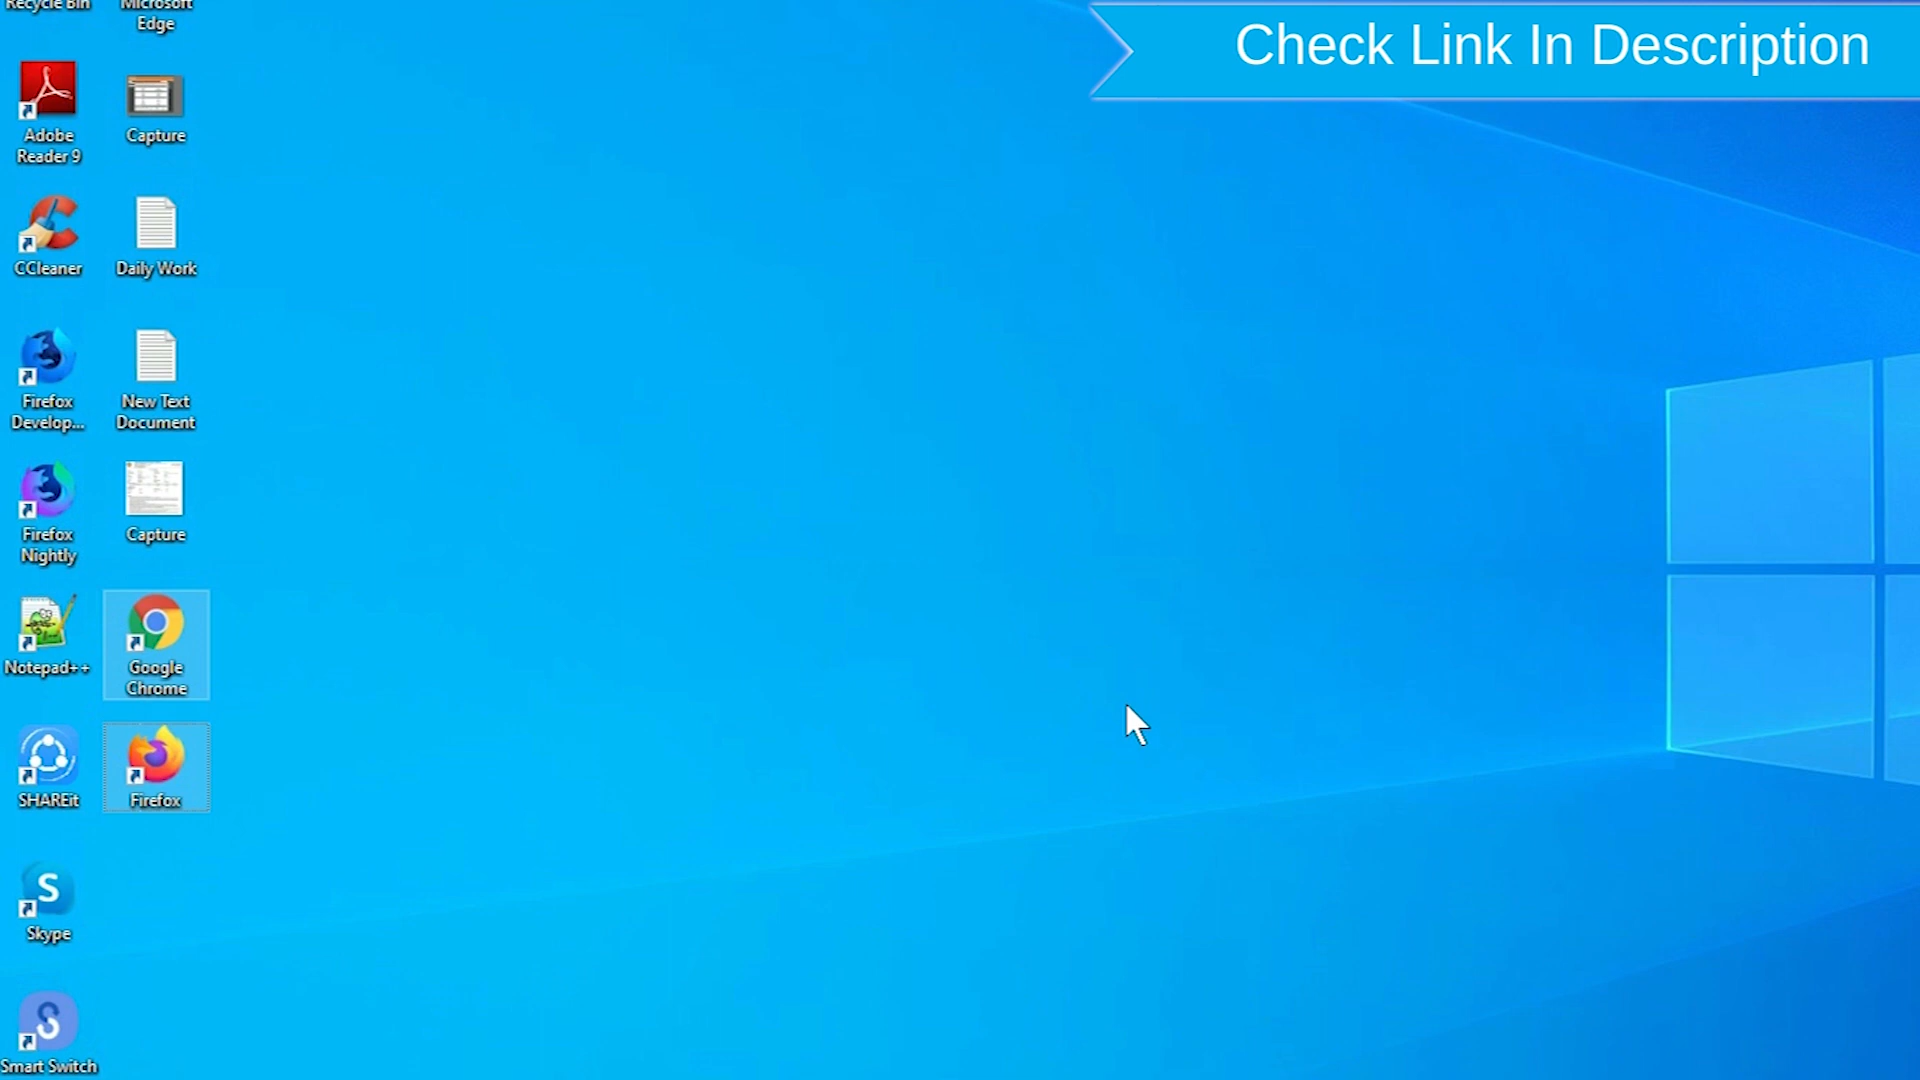 Recycle Bin
Microsoft
Edge
Check Link In Description
Adobe
Reader 9
Capture
CCleaner
Daily Work
Firefox
Develop...
New Text
Document
Firefox
Nightly
Capture
Notepad++
Google
Chrome
SHAREit
Firefox
S
Skype
Smart Switch